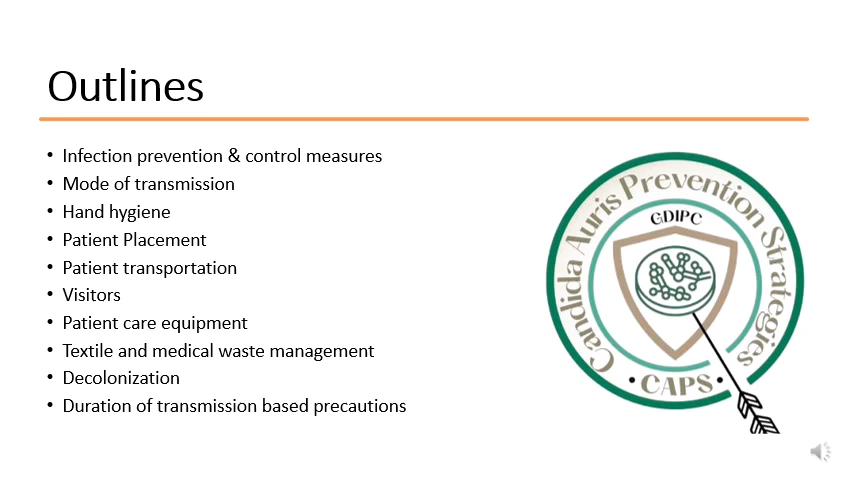 Outlines
• Infection prevention & control measures
• Mode of transmission
• Hand hygiene
• Patient Placement
• Patient transportation
• Visitors
• Patient care equipment
• Textile and medical waste management
• Decolonization
• Duration of transmission based precautions
Candida Auris Prevention Strategies
GDIPC
• CAPS •